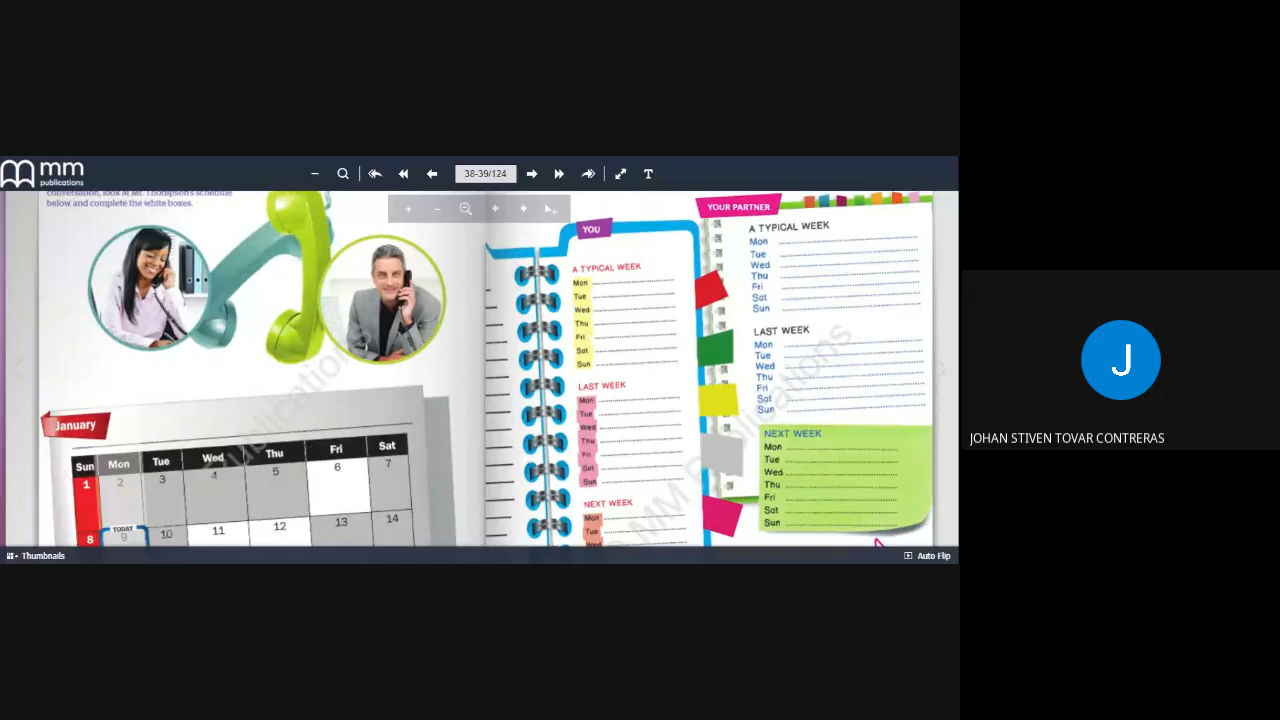 mm
publications
38-39/124
T
conversation, look at Mr. Thompson's schedule
below and complete the white boxes.
January
Sun Mon Tue Wed Thu Fri Sat
1 2 3 4 5 6 7
TODAY
8 9 10 11 12 13 14
YOU
A TYPICAL WEEK
Mon
Tue
Wed
Thu
Fri
Sat
Sun
LAST WEEK
Mon
Tue
Wed
Thu
Fri
Sat
Sun
NEXT WEEK
Mon
Tue
Wed
YOUR PARTNER
A TYPICAL WEEK
Mon
Tue
Wed
Thu
Fri
Sat
Sun
LAST WEEK
Mon
Tue
Wed
Thu
Fri
Sat
Sun
NEXT WEEK
Mon
Tue
Wed
Thu
Fri
Sat
Sun
MM Publications
Thumbnails
Auto Flip
J
JOHAN STIVEN TOVAR CONTRERAS